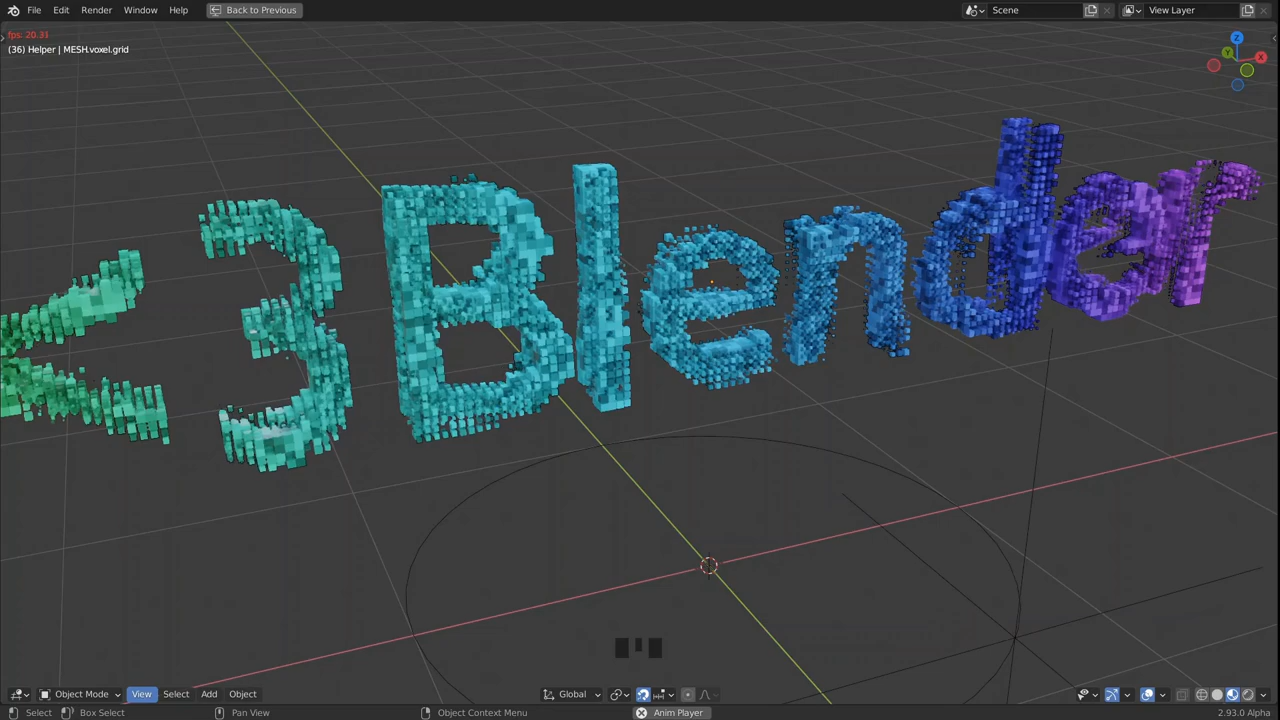 File Edit Render Window Help Back to Previous Scene View Layer
fps: 20.31
(36) Helper | MESH.voxel.grid
Z
Y X
<3Blender
Object Mode View Select Add Object Global
Select Box Select Pan View Object Context Menu Anim Player 2.93.0 Alpha